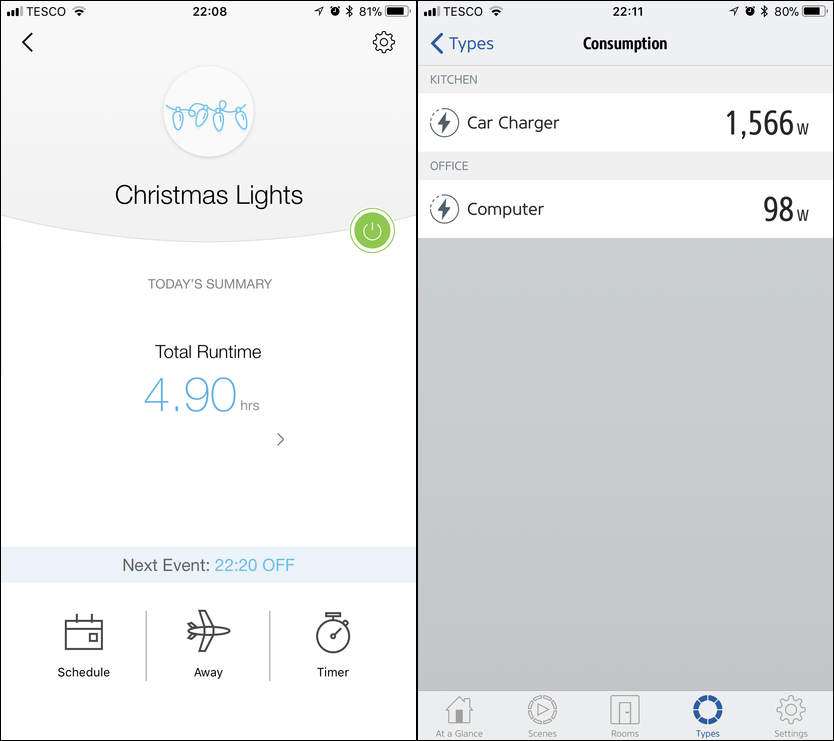 TESCO 22:08 81%
Christmas Lights
TODAY'S SUMMARY
Total Runtime
4.90 hrs
Next Event: 22:20 OFF
Schedule Away Timer
TESCO 22:11 80%
Types Consumption
KITCHEN
Car Charger 1,566 W
OFFICE
Computer 98 W
At a Glance Scenes Rooms Types Settings